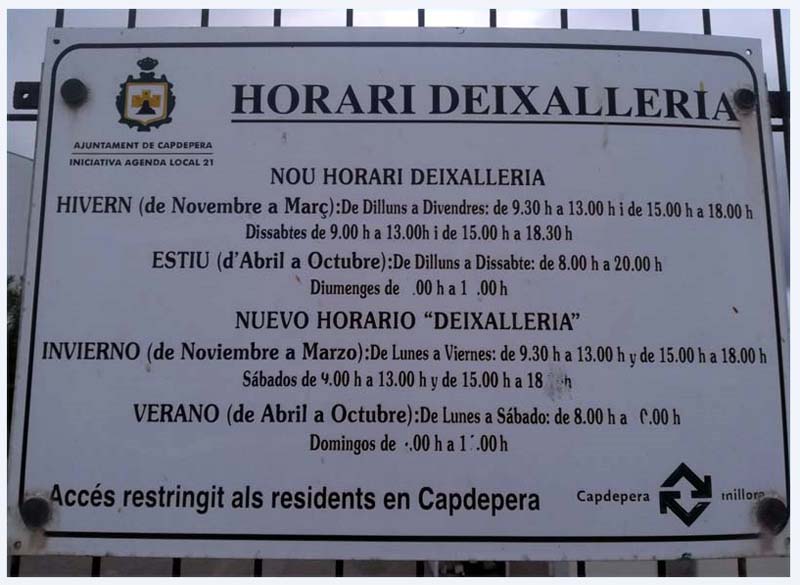 HORARI DEIXALLERIA
AJUNTAMENT DE CAPDEPERA
INICIATIVA AGENDA LOCAL 21
NOU HORARI DEIXALLERIA
HIVERN (de Novembre a Març):De Dilluns a Divendres: de 9.30 h a 13.00 h i de 15.00 h a 18.00 h
Dissabtes de 9.00 h a 13.00h i de 15.00 h a 18.30 h
ESTIU (d'Abril a Octubre):De Dilluns a Dissabte: de 8.00 h a 20.00 h
Diumenges de h a h
NUEVO HORARIO "DEIXALLERIA"
INVIERNO (de Noviembre a Marzo):De Lunes a Viernes: de 9.30 h a 13.00 h y de 15.00 h a 18.00 h
Sábados de 9.00 h a 13.00 h y de 15.00 h a 18 h
VERANO (de Abril a Octubre):De Lunes a Sábado: de 8.00 h a h
Domingos de h a h
Accés restringit als residents en Capdepera
Capdepera millora